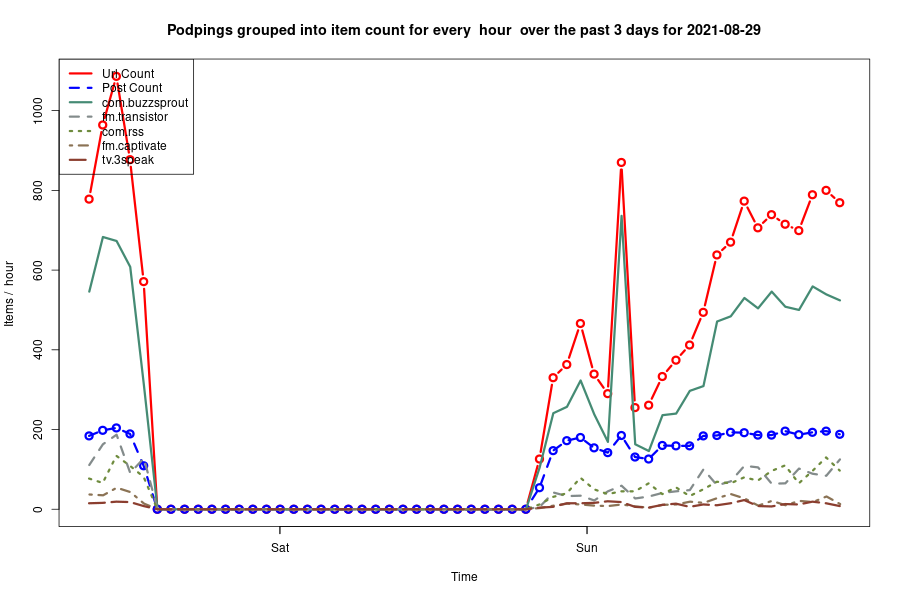 Podpings grouped into item count for every hour over the past 3 days for 2021-08-29
Url Count
Post Count
com.buzzsprout
fm.transistor
com.rss
fm.captivate
tv.3speak
Items / hour
1000
800
600
400
200
0
Sat
Sun
Time